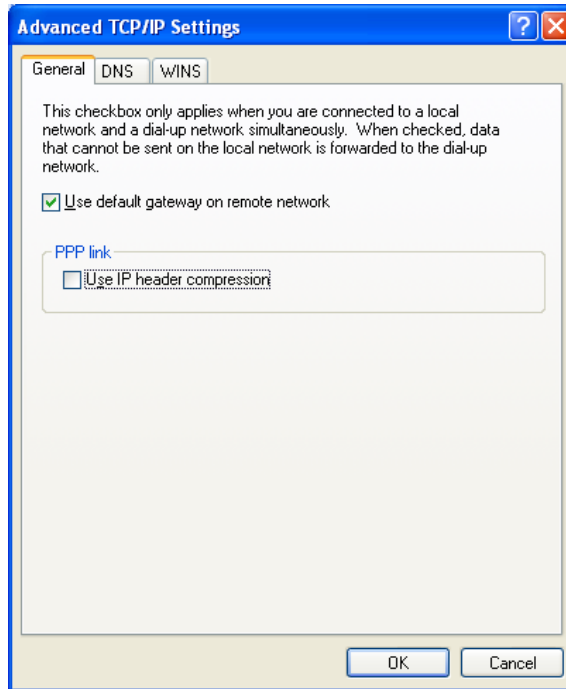 Advanced TCP/IP Settings
General DNS WINS
This checkbox only applies when you are connected to a local
network and a dial-up network simultaneously. When checked, data
that cannot be sent on the local network is forwarded to the dial-up
network.
Use default gateway on remote network
PPP link
Use IP header compression
OK Cancel